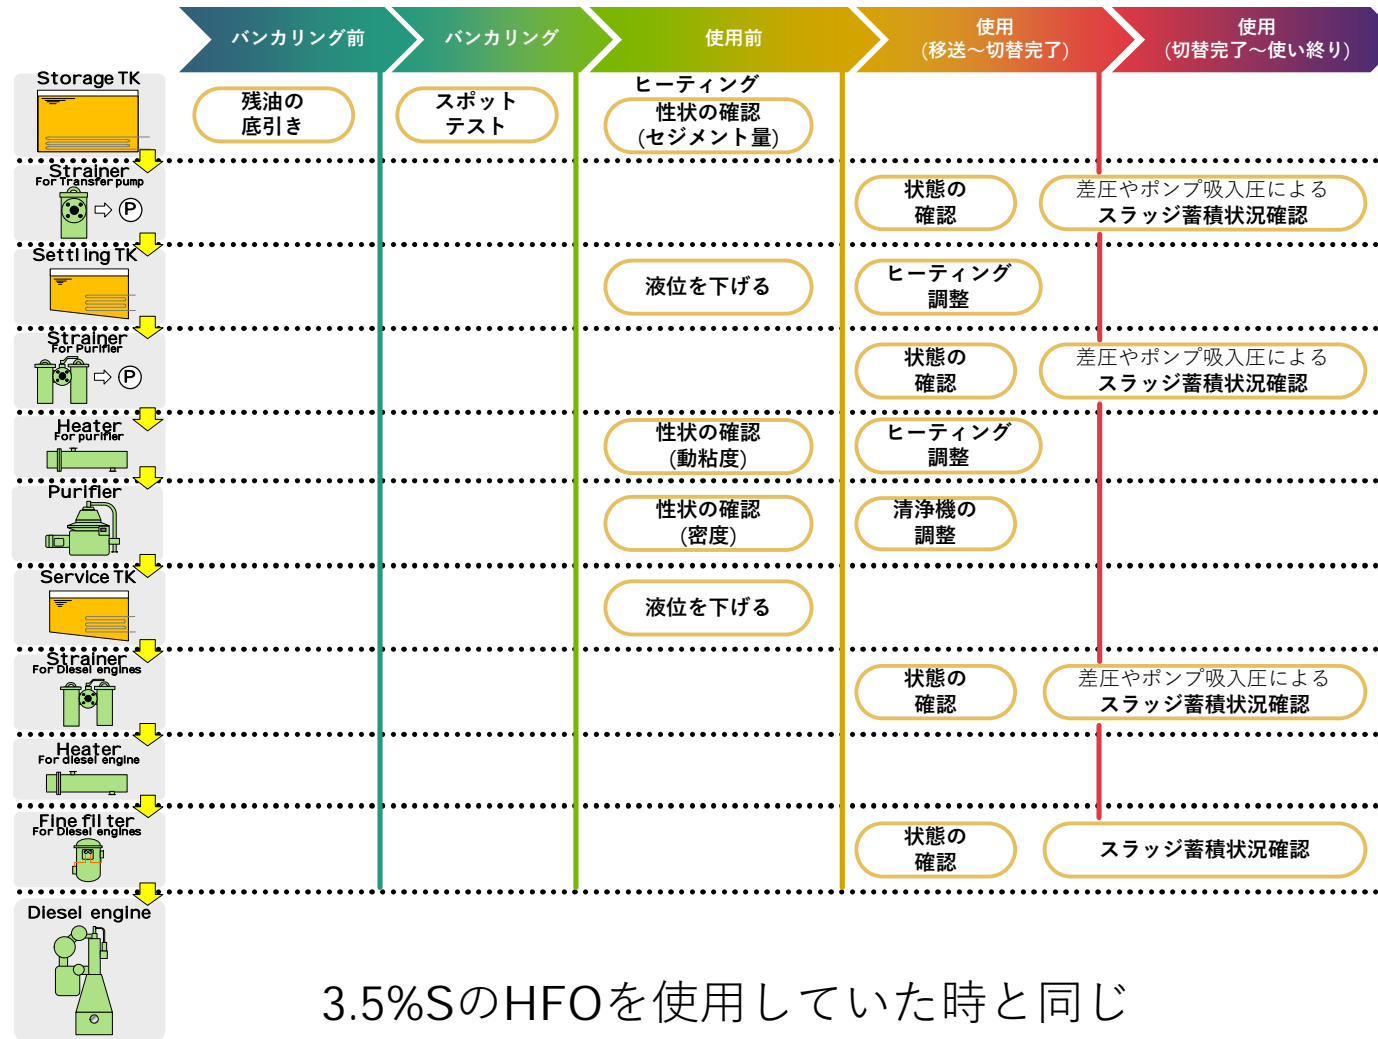 バンカリング前
バンカリング
使用前
使用
(移送～切替完了)
使用
(切替完了～使い終り)
Storage TK
残油の
底引き
スポット
テスト
ヒーティング
性状の確認
(セジメント量)
Strainer
For Transfer pump
P
状態の
確認
差圧やポンプ吸入圧による
スラッジ蓄積状況確認
Settling TK
液位を下げる
ヒーティング
調整
Strainer
For Purifier
P
状態の
確認
差圧やポンプ吸入圧による
スラッジ蓄積状況確認
Heater
For purifier
性状の確認
(動粘度)
ヒーティング
調整
Purifier
性状の確認
(密度)
清浄機の
調整
Service TK
液位を下げる
Strainer
For Diesel engines
状態の
確認
差圧やポンプ吸入圧による
スラッジ蓄積状況確認
Heater
For diesel engine
Fine filter
For Diesel engines
状態の
確認
スラッジ蓄積状況確認
Diesel engine
3.5%SのHFOを使用していた時と同じ